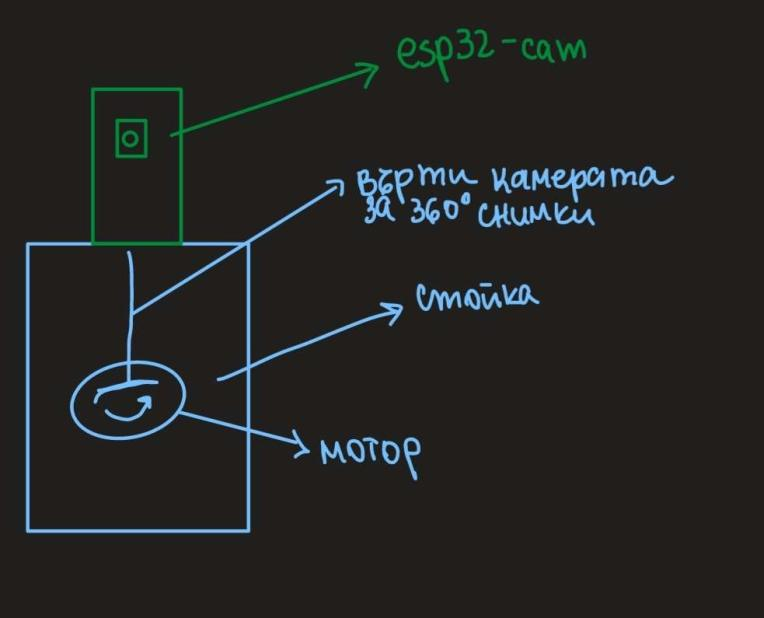 esp32-cam
върти камерата
за 360° снимки
стойка
мотор